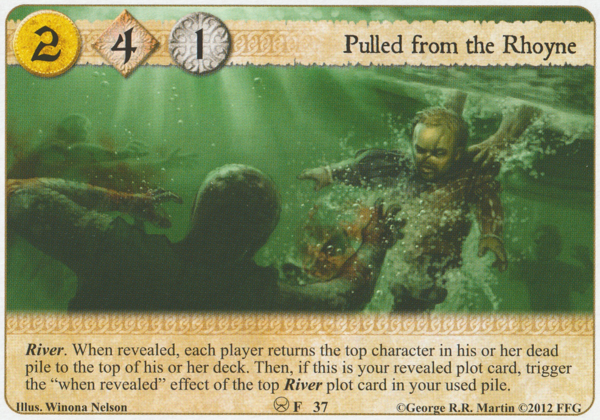 2 4 1 Pulled from the Rhoyne
River. When revealed, each player returns the top character in his or her dead
pile to the top of his or her deck. Then, if this is your revealed plot card, trigger
the “when revealed” effect of the top River plot card in your used pile.
Illus. Winona Nelson F 37 ©George R.R. Martin ©2012 FFG